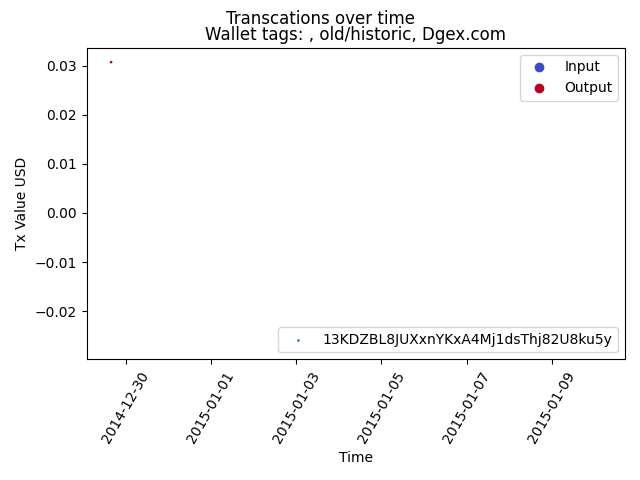 Transcations over time
Wallet tags: , old/historic, Dgex.com
Input
Output
0.03
0.02
0.01
0.00
−0.01
−0.02
Tx Value USD
13KDZBL8JUXxnYKxA4Mj1dsThj82U8ku5y
2014-12-30
2015-01-01
2015-01-03
2015-01-05
2015-01-07
2015-01-09
Time